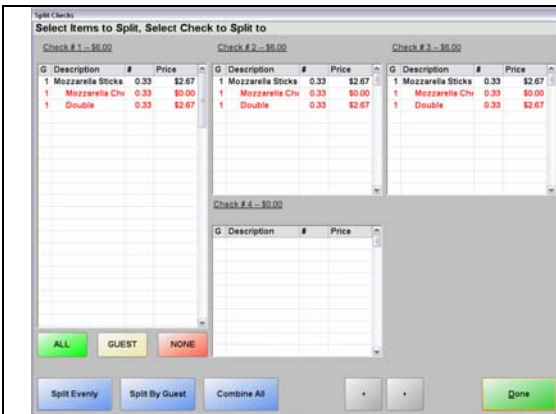 Split Checks
Select Items to Split, Select Check to Split to
Check # 1 -- $6.00
G Description # Price
1 Mozzarella Sticks 0.33 $2.67
1 Mozzarella Ch 0.33 $0.00
1 Double 0.33 $2.67
Check # 2 -- $6.00
G Description # Price
1 Mozzarella Sticks 0.33 $2.67
1 Mozzarella Ch 0.33 $0.00
1 Double 0.33 $2.67
Check # 3 -- $6.00
G Description # Price
1 Mozzarella Sticks 0.33 $2.67
1 Mozzarella Ch 0.33 $0.00
1 Double 0.33 $2.67
Check # 4 -- $0.00
G Description # Price
ALL GUEST NONE
Split Evenly Split By Guest Combine All Done